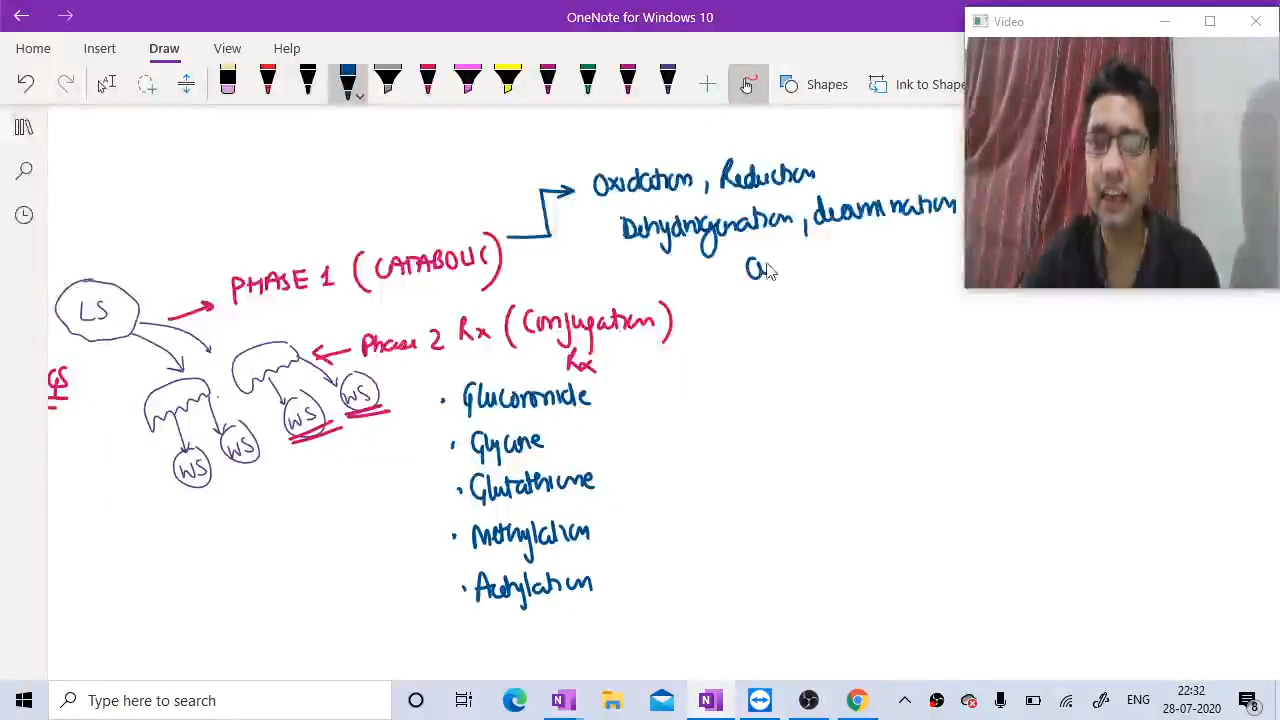 OneNote for Windows 10
Video
Home Insert Draw View Help
Shapes
Ink to Shape
Oxidation, Reduction
Dehydrogenation, deamination
PHASE 1 (CATABOLIC)
LS
Phase 2 Rx (Conjugation)
Rx
GS
WS
WS
WS
WS
• Glucoronide
• Glycine
• Glutathione
• Methylation
• Acetylation
Type here to search
ENG
22:32
28-07-2020
8